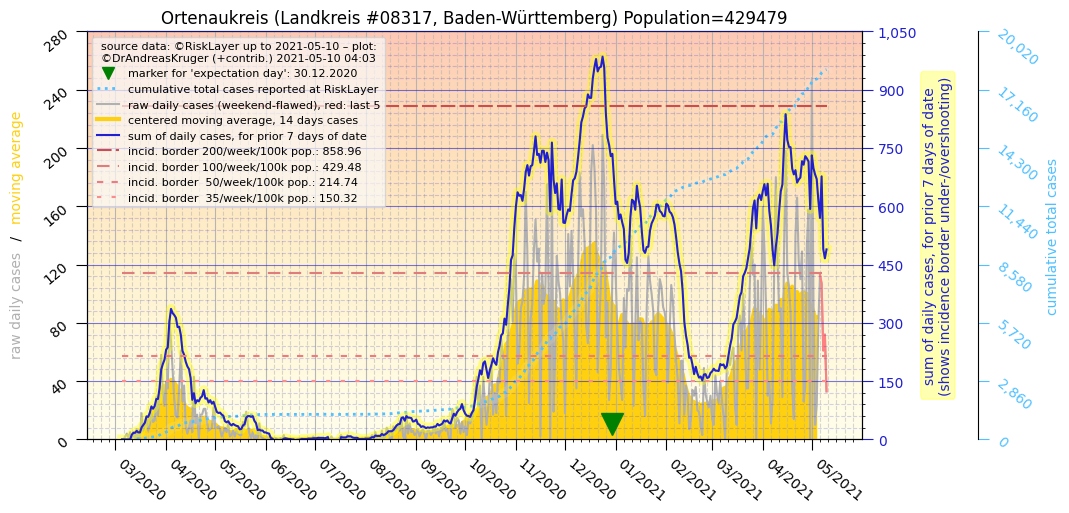 Ortenaukreis (Landkreis #08317, Baden-Württemberg) Population=429479
source data: ©RiskLayer up to 2021-05-10 – plot:
©DrAndreasKruger (+contrib.) 2021-05-10 04:03
marker for 'expectation day': 30.12.2020
cumulative total cases reported at RiskLayer
raw daily cases (weekend-flawed), red: last 5
centered moving average, 14 days cases
sum of daily cases, for prior 7 days of date
incid. border 200/week/100k pop.: 858.96
incid. border 100/week/100k pop.: 429.48
incid. border  50/week/100k pop.: 214.74
incid. border  35/week/100k pop.: 150.32
raw daily cases / moving average
280
240
200
160
120
80
40
0
03/2020
04/2020
05/2020
06/2020
07/2020
08/2020
09/2020
10/2020
11/2020
12/2020
01/2021
02/2021
03/2021
04/2021
05/2021
1,050
900
750
600
450
300
150
0
sum of daily cases, for prior 7 days of date
(shows incidence border under-/overshooting)
20,020
17,160
14,300
11,440
8,580
5,720
2,860
0
cumulative total cases